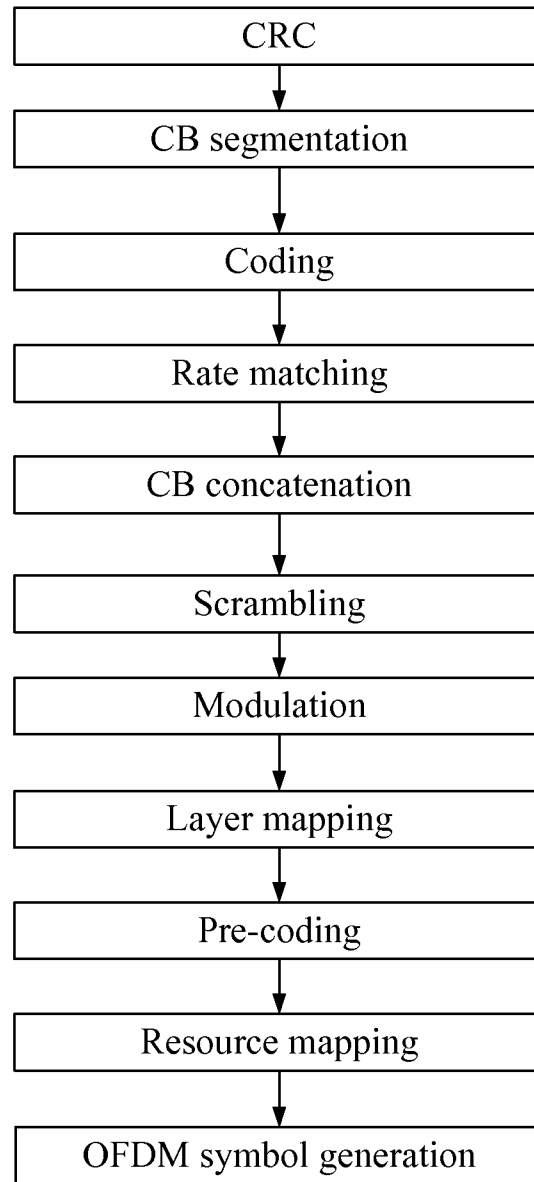 CRC
CB segmentation
Coding
Rate matching
CB concatenation
Scrambling
Modulation
Layer mapping
Pre-coding
Resource mapping
OFDM symbol generation